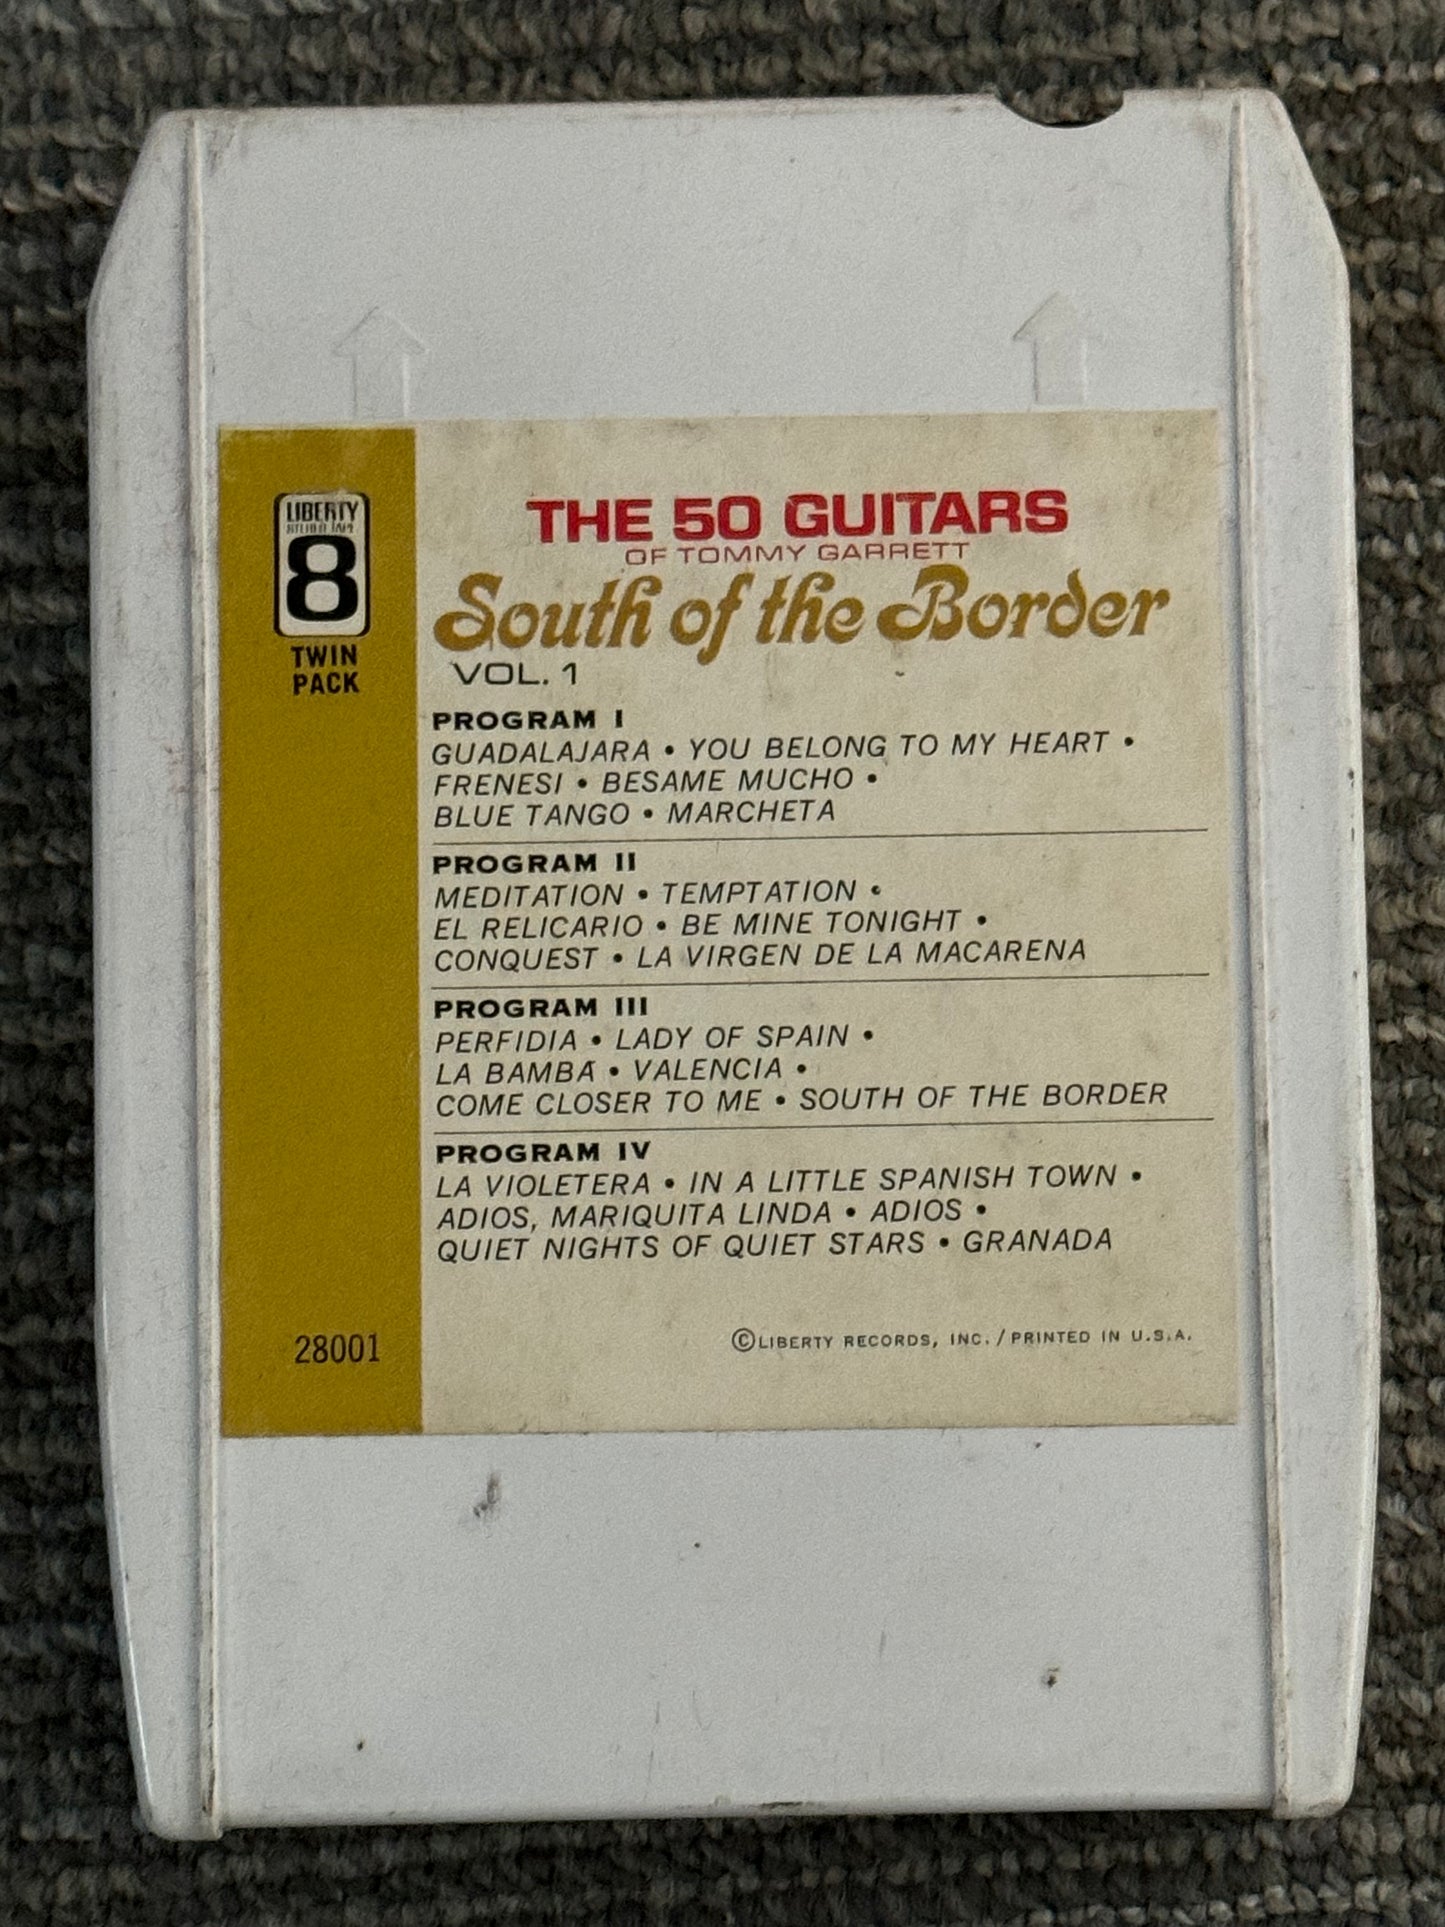 LIBERTY
STEREO TAPE
8
TWIN
PACK
THE 50 GUITARS
OF TOMMY GARRETT
South of the Border
VOL. 1
PROGRAM I
GUADALAJARA • YOU BELONG TO MY HEART •
FRENESI • BESAME MUCHO •
BLUE TANGO • MARCHETA
PROGRAM II
MEDITATION • TEMPTATION •
EL RELICARIO • BE MINE TONIGHT •
CONQUEST • LA VIRGEN DE LA MACARENA
PROGRAM III
PERFIDIA • LADY OF SPAIN •
LA BAMBA • VALENCIA •
COME CLOSER TO ME • SOUTH OF THE BORDER
PROGRAM IV
LA VIOLETERA • IN A LITTLE SPANISH TOWN •
ADIOS, MARIQUITA LINDA • ADIOS •
QUIET NIGHTS OF QUIET STARS • GRANADA
28001
©LIBERTY RECORDS, INC. / PRINTED IN U.S.A.